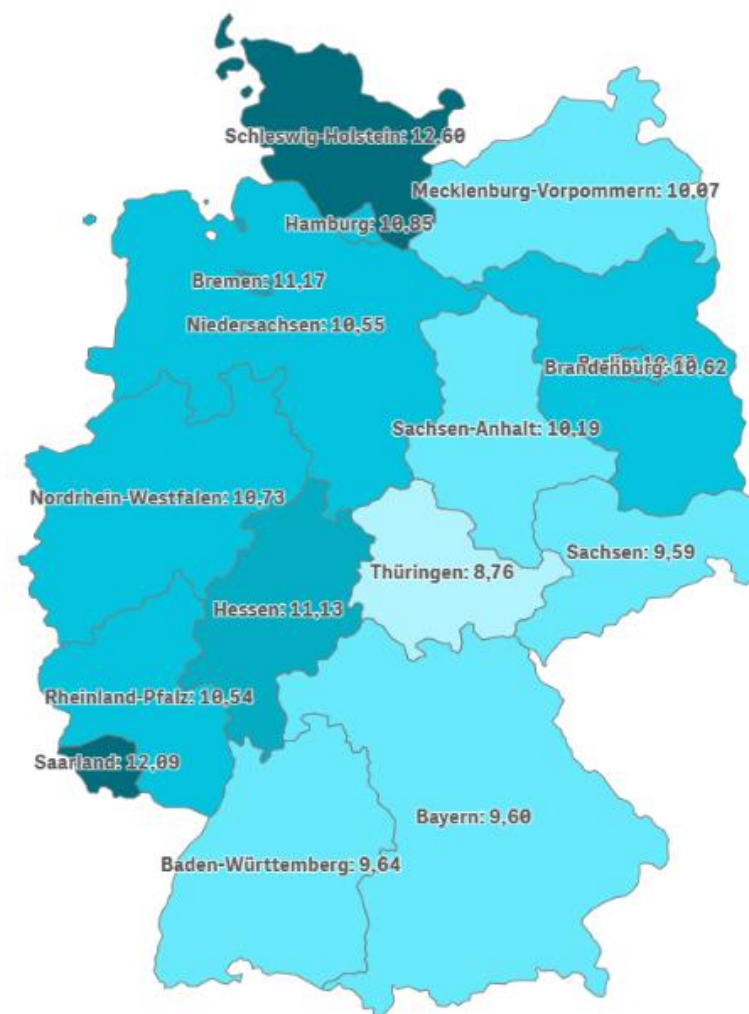 Schleswig-Holstein: 12,60
Mecklenburg-Vorpommern: 10,07
Hamburg: 10,85
Bremen: 11,17
Niedersachsen: 10,55
Brandenburg: 10,62
Sachsen-Anhalt: 10,19
Nordrhein-Westfalen: 10,73
Sachsen: 9,59
Thüringen: 8,76
Hessen: 11,13
Rheinland-Pfalz: 10,54
Saarland: 12,09
Bayern: 9,60
Baden-Württemberg: 9,64